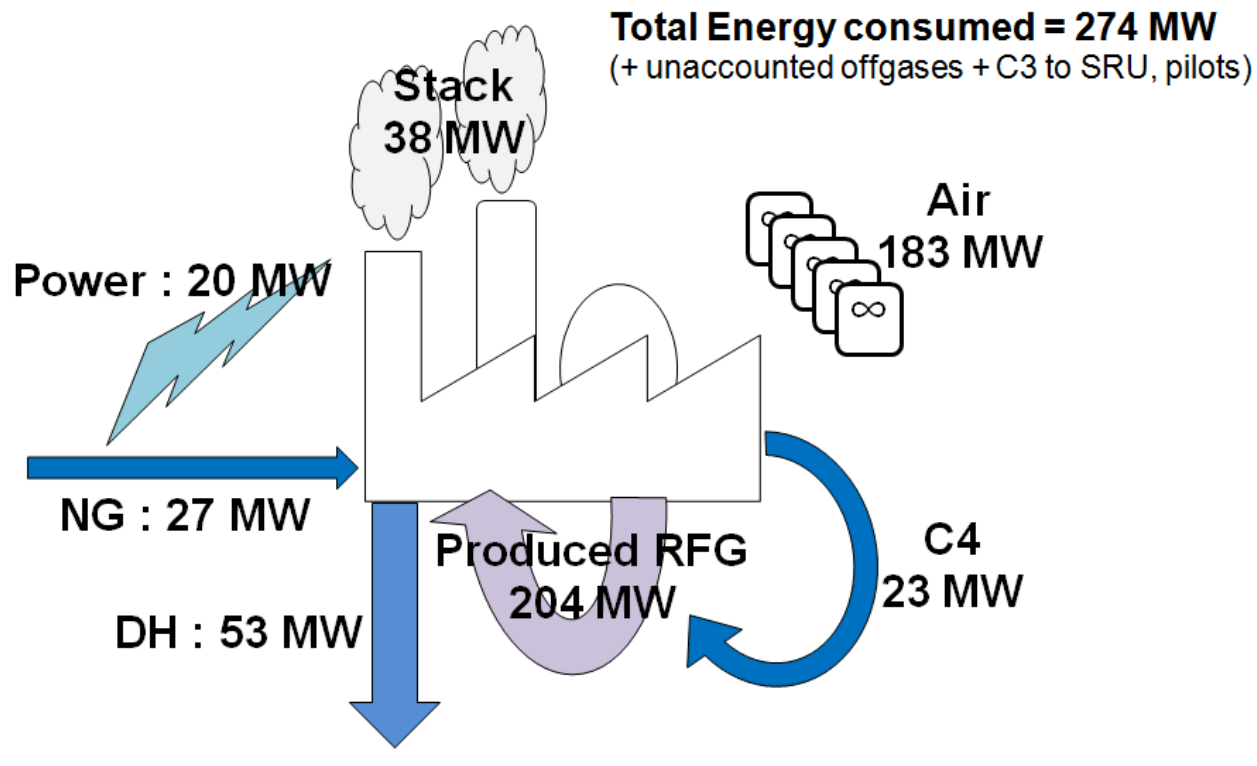 Total Energy consumed = 274 MW
(+ unaccounted offgases + C3 to SRU, pilots)
Stack
38 MW
Air
183 MW
Power : 20 MW
NG : 27 MW
Produced RFG
204 MW
C4
23 MW
DH : 53 MW